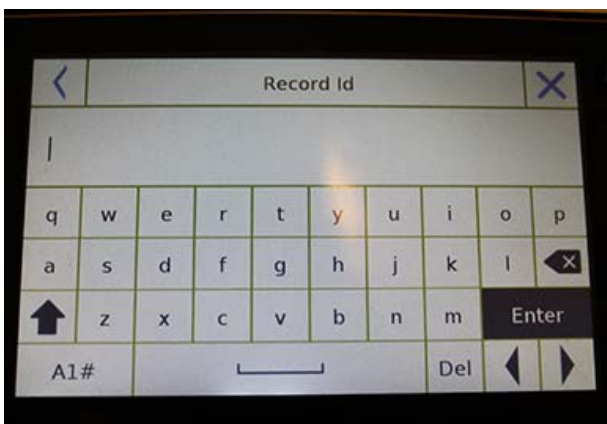 Record Id
q w e r t y u i o p
a s d f g h j k l
z x c v b n m Enter
A1# Del